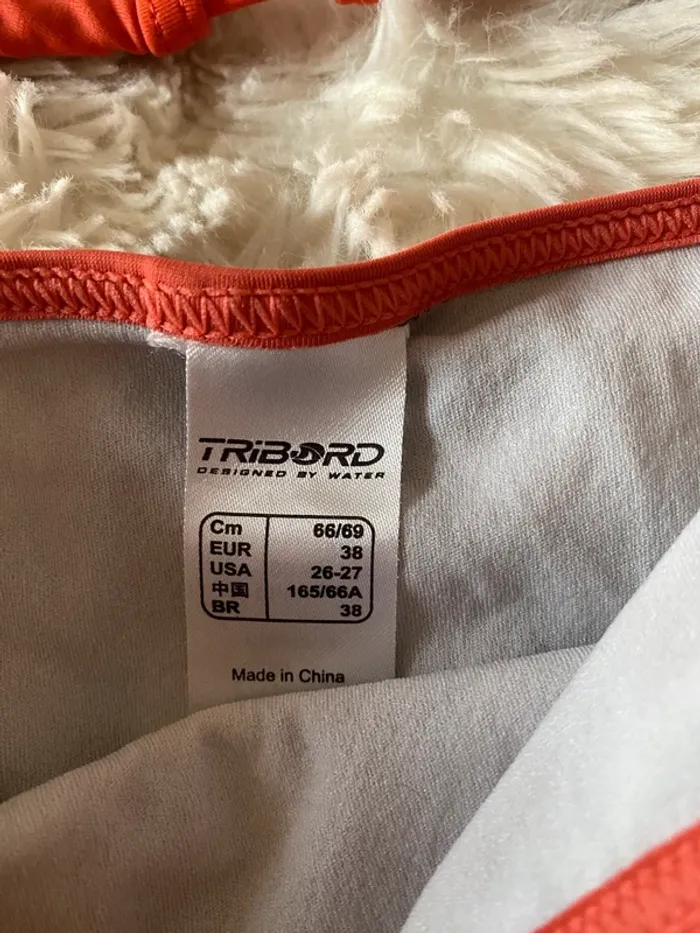 TRIBORD
DESIGNED BY WATER
Cm 66/69
EUR 38
USA 26-27
中国 165/66A
BR 38
Made in China